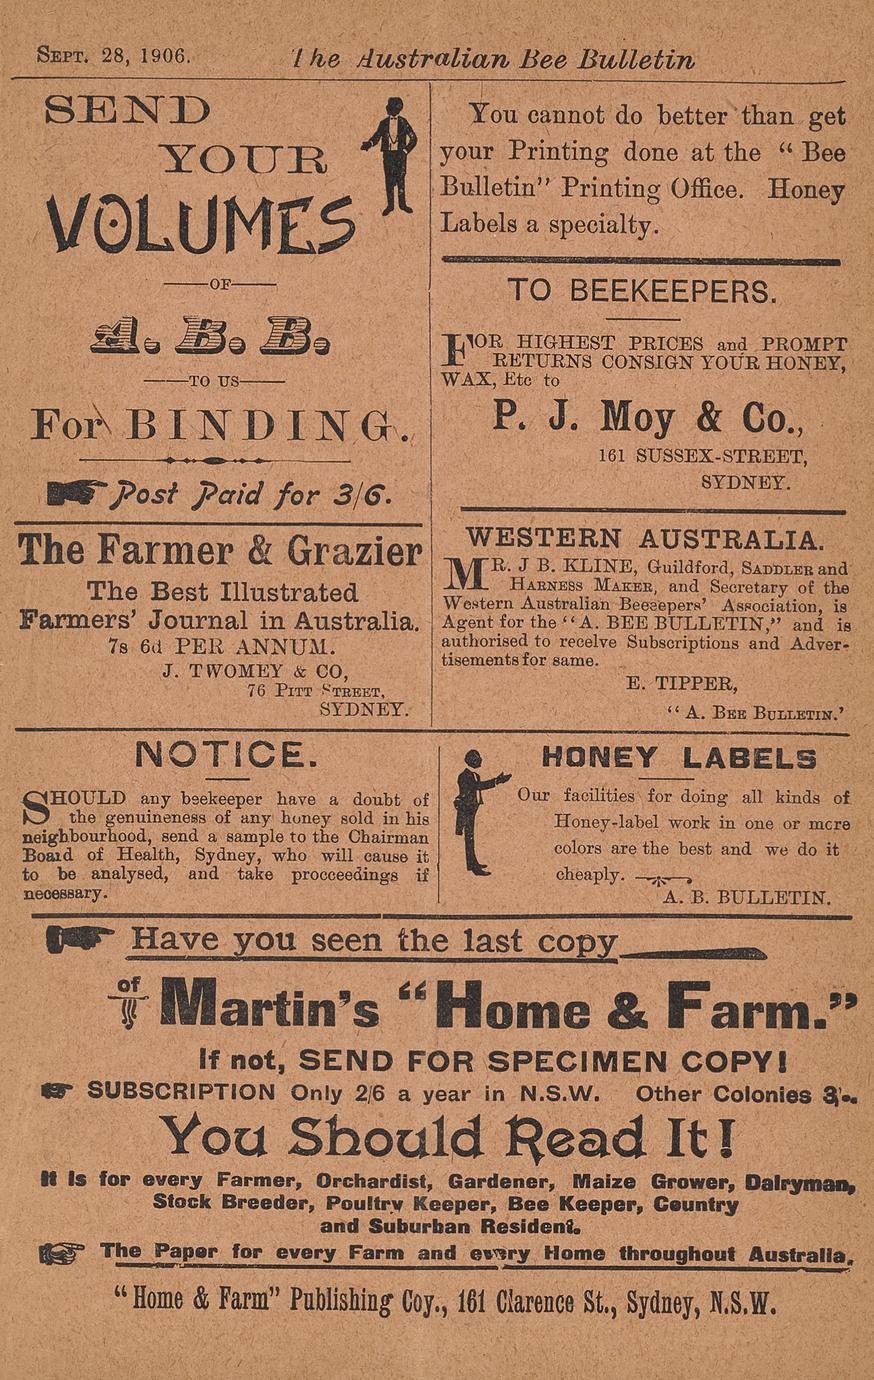 SEPT. 28, 1906.
The Australian Bee Bulletin
SEND
YOUR
VOLUMES
OF
A. B. B.
TO US
For BINDING.
Post Paid for 3/6.
The Farmer & Grazier
The Best Illustrated
Farmers' Journal in Australia.
7s 6d PER ANNUM.
J. TWOMEY & CO,
76 PITT STREET,
SYDNEY.
You cannot do better than get
your Printing done at the “ Bee
Bulletin” Printing Office. Honey
Labels a specialty.
TO BEEKEEPERS.
FOR HIGHEST PRICES and PROMPT
RETURNS CONSIGN YOUR HONEY,
WAX, Etc to
P. J. Moy & Co.,
161 SUSSEX-STREET,
SYDNEY.
WESTERN AUSTRALIA.
MR. J B. KLINE, Guildford, SADDLER and
HARNESS MAKER, and Secretary of the
Western Australian Beezepers' Association, is
Agent for the “A. BEE BULLETIN,” and is
authorised to receive Subscriptions and Adver-
tisements for same.
E. TIPPER,
“ A. BEE BULLETIN.'
NOTICE.
SHOULD any beekeeper have a doubt of
the genuineness of any honey sold in his
neighbourhood, send a sample to the Chairman
Board of Health, Sydney, who will cause it
to be analysed, and take procceedings if
necessary.
HONEY LABELS
Our facilities for doing all kinds of
Honey-label work in one or more
colors are the best and we do it
cheaply.
A. B. BULLETIN.
Have you seen the last copy
of Martin's “Home & Farm.”
If not, SEND FOR SPECIMEN COPY!
SUBSCRIPTION Only 2/6 a year in N.S.W. Other Colonies 3/-.
You Should Read It!
It is for every Farmer, Orchardist, Gardener, Maize Grower, Dairyman,
Stock Breeder, Poultry Keeper, Bee Keeper, Country
and Suburban Resident.
The Paper for every Farm and every Home throughout Australia.
“Home & Farm” Publishing Coy., 161 Clarence St., Sydney, N.S.W.